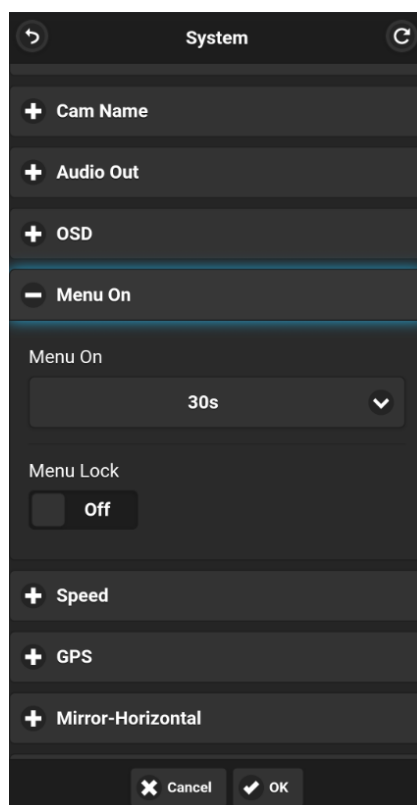 System
Cam Name
Audio Out
OSD
Menu On
Menu On
30s
Menu Lock
Off
Speed
GPS
Mirror-Horizontal
Cancel OK